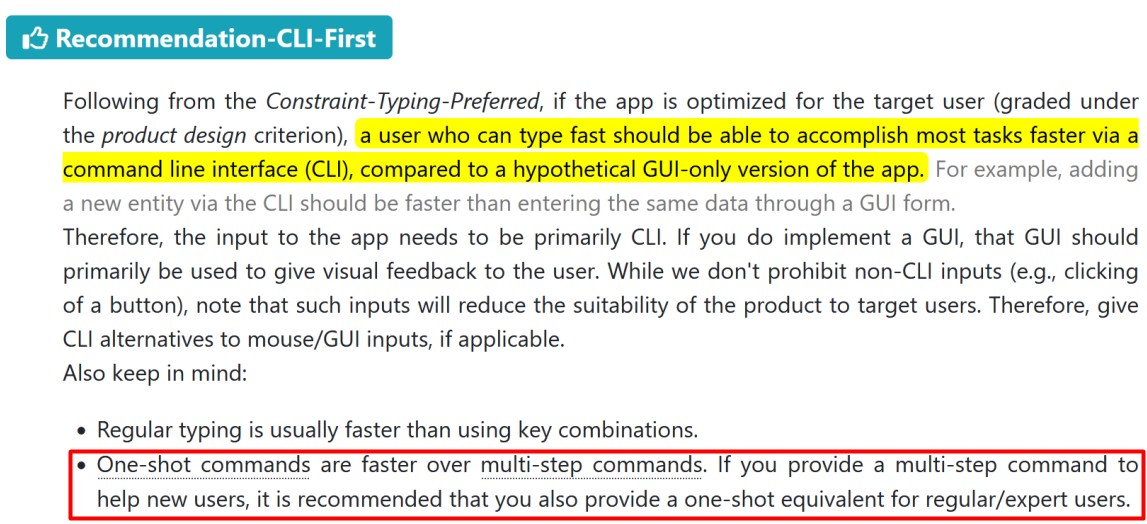 Recommendation-CLI-First
Following from the Constraint-Typing-Preferred, if the app is optimized for the target user (graded under
the product design criterion), a user who can type fast should be able to accomplish most tasks faster via a
command line interface (CLI), compared to a hypothetical GUI-only version of the app. For example, adding
a new entity via the CLI should be faster than entering the same data through a GUI form.
Therefore, the input to the app needs to be primarily CLI. If you do implement a GUI, that GUI should
primarily be used to give visual feedback to the user. While we don't prohibit non-CLI inputs (e.g., clicking
of a button), note that such inputs will reduce the suitability of the product to target users. Therefore, give
CLI alternatives to mouse/GUI inputs, if applicable.
Also keep in mind:
• Regular typing is usually faster than using key combinations.
• One-shot commands are faster over multi-step commands. If you provide a multi-step command to
help new users, it is recommended that you also provide a one-shot equivalent for regular/expert users.